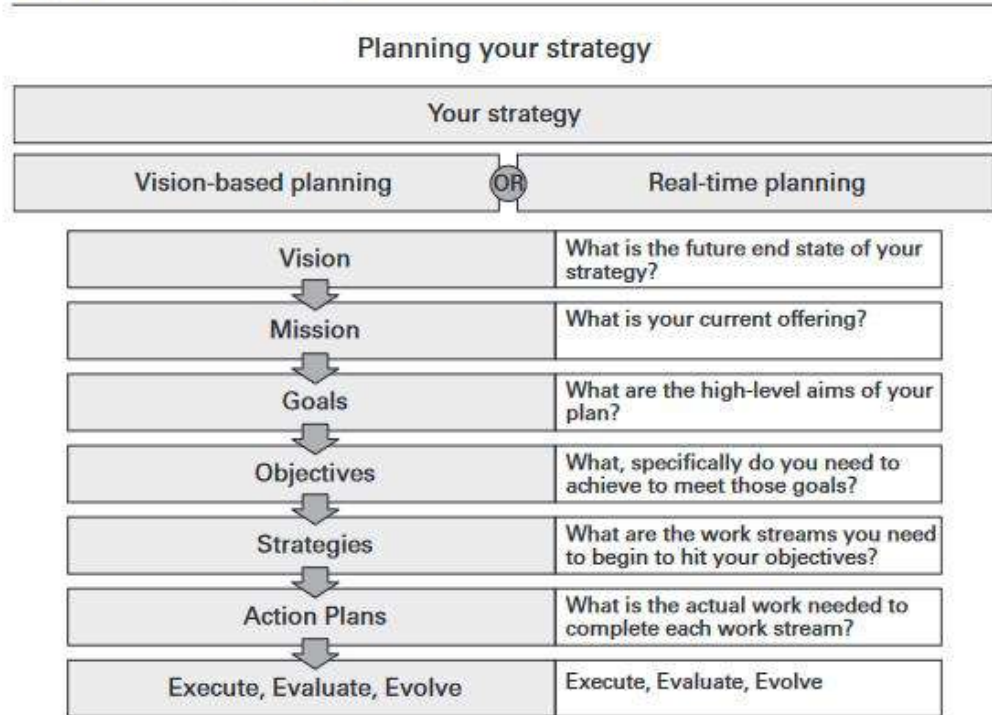 Planning your strategy
Your strategy
Vision-based planning
OR
Real-time planning
Vision
What is the future end state of your
strategy?
Mission
What is your current offering?
Goals
What are the high-level aims of your
plan?
Objectives
What, specifically do you need to
achieve to meet those goals?
Strategies
What are the work streams you need
to begin to hit your objectives?
Action Plans
What is the actual work needed to
complete each work stream?
Execute, Evaluate, Evolve
Execute, Evaluate, Evolve